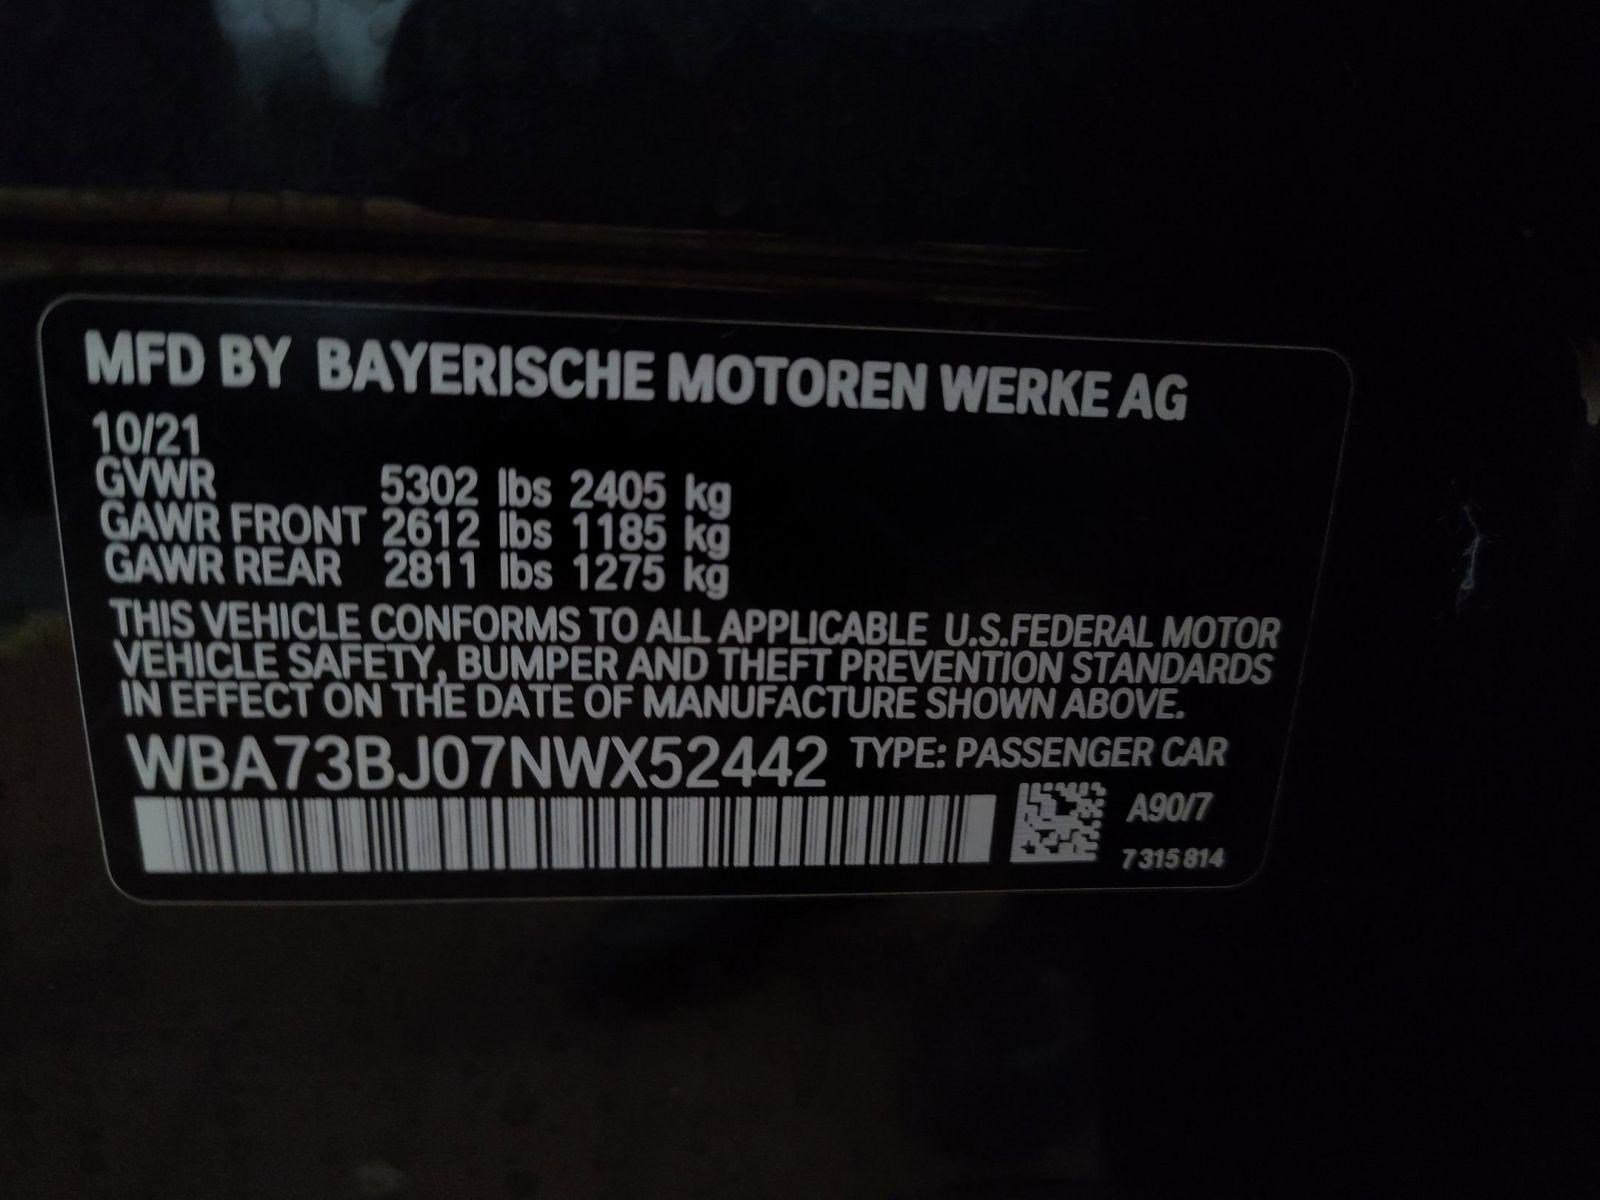 MFD BY BAYERISCHE MOTOREN WERKE AG
10/21
GVWR 5302 lbs 2405 kg
GAWR FRONT 2612 lbs 1185 kg
GAWR REAR 2811 lbs 1275 kg
THIS VEHICLE CONFORMS TO ALL APPLICABLE U.S.FEDERAL MOTOR
VEHICLE SAFETY, BUMPER AND THEFT PREVENTION STANDARDS
IN EFFECT ON THE DATE OF MANUFACTURE SHOWN ABOVE.
WBA73BJ07NWX52442 TYPE: PASSENGER CAR
A90/7
7 315 814